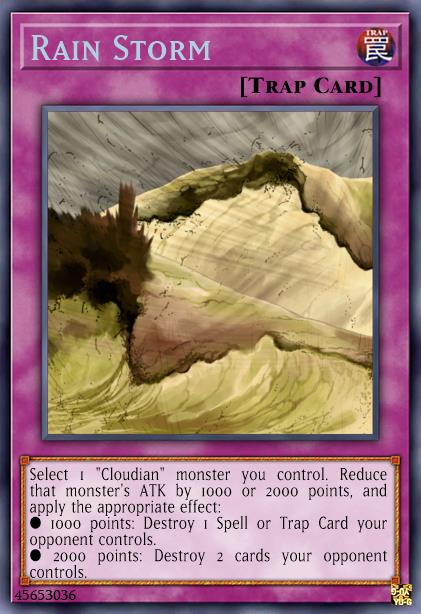 Rain Storm
TRAP
罠
[Trap Card]
Select 1 "Cloudian" monster you control. Reduce
that monster's ATK by 1000 or 2000 points, and
apply the appropriate effect:
● 1000 points: Destroy 1 Spell or Trap Card your
opponent controls.
● 2000 points: Destroy 2 cards your opponent
controls.
45653036